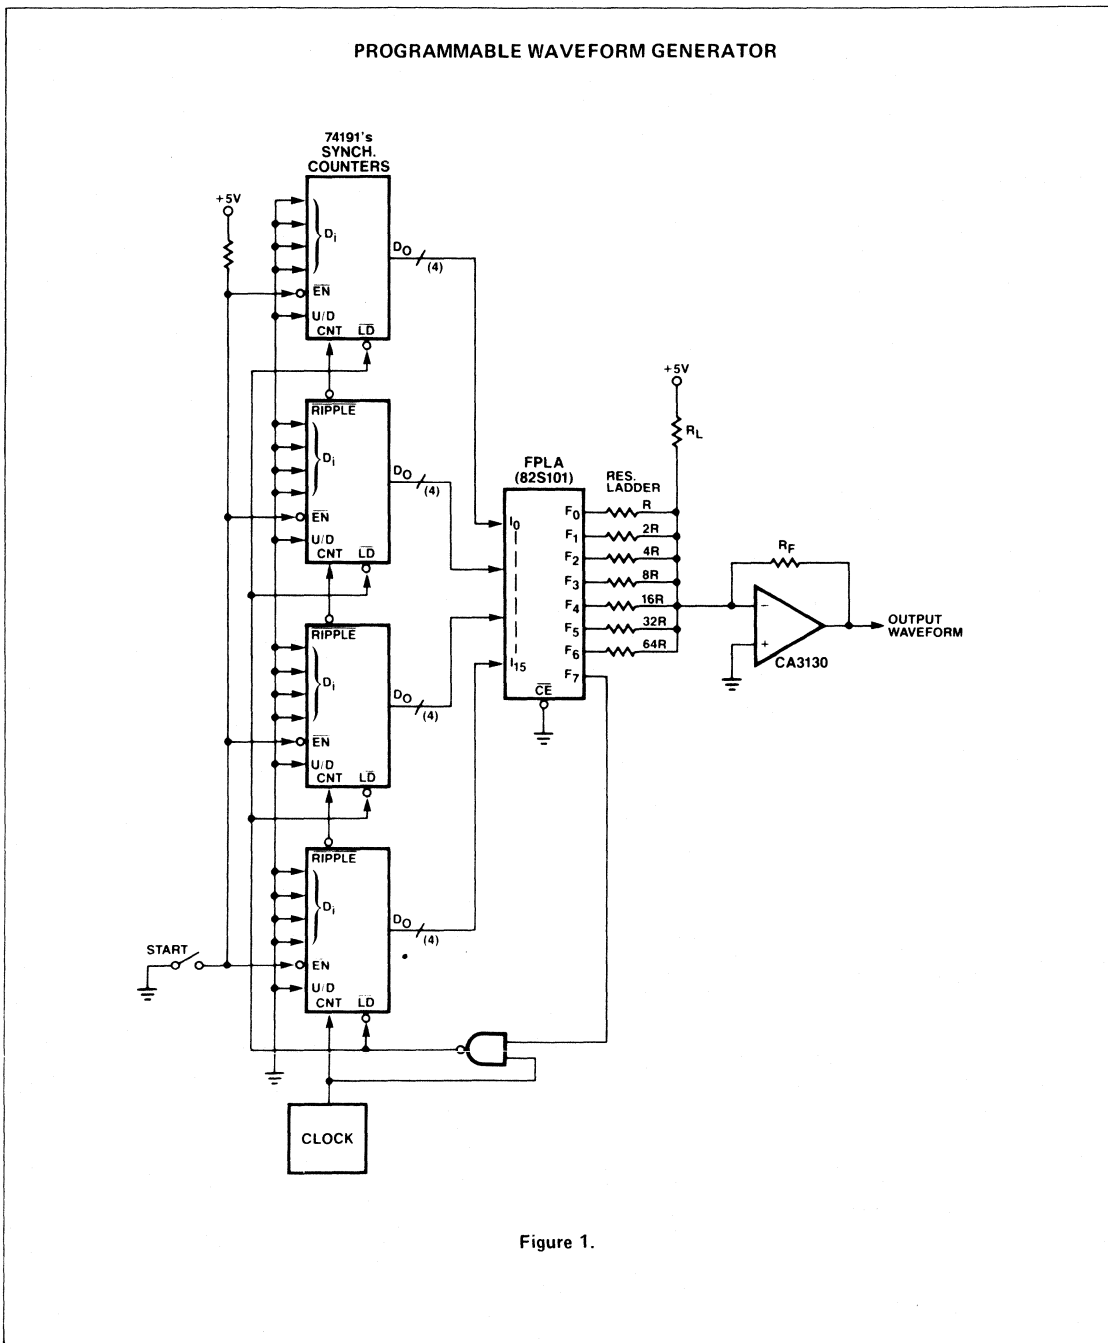 PROGRAMMABLE WAVEFORM GENERATOR
74191's
SYNCH.
COUNTERS
+5V
Di
DO
(4)
EN
U/D
CNT LD
RIPPLE
Di
DO
(4)
EN
U/D
CNT LD
RIPPLE
Di
DO
(4)
EN
U/D
CNT LD
RIPPLE
Di
DO
(4)
EN
U/D
CNT LD
START
CLOCK
FPLA
(82S101)
I0
I15
CE
F0
F1
F2
F3
F4
F5
F6
F7
RES.
LADDER
R
2R
4R
8R
16R
32R
64R
+5V
RL
RF
−
+
CA3130
OUTPUT
WAVEFORM
Figure 1.